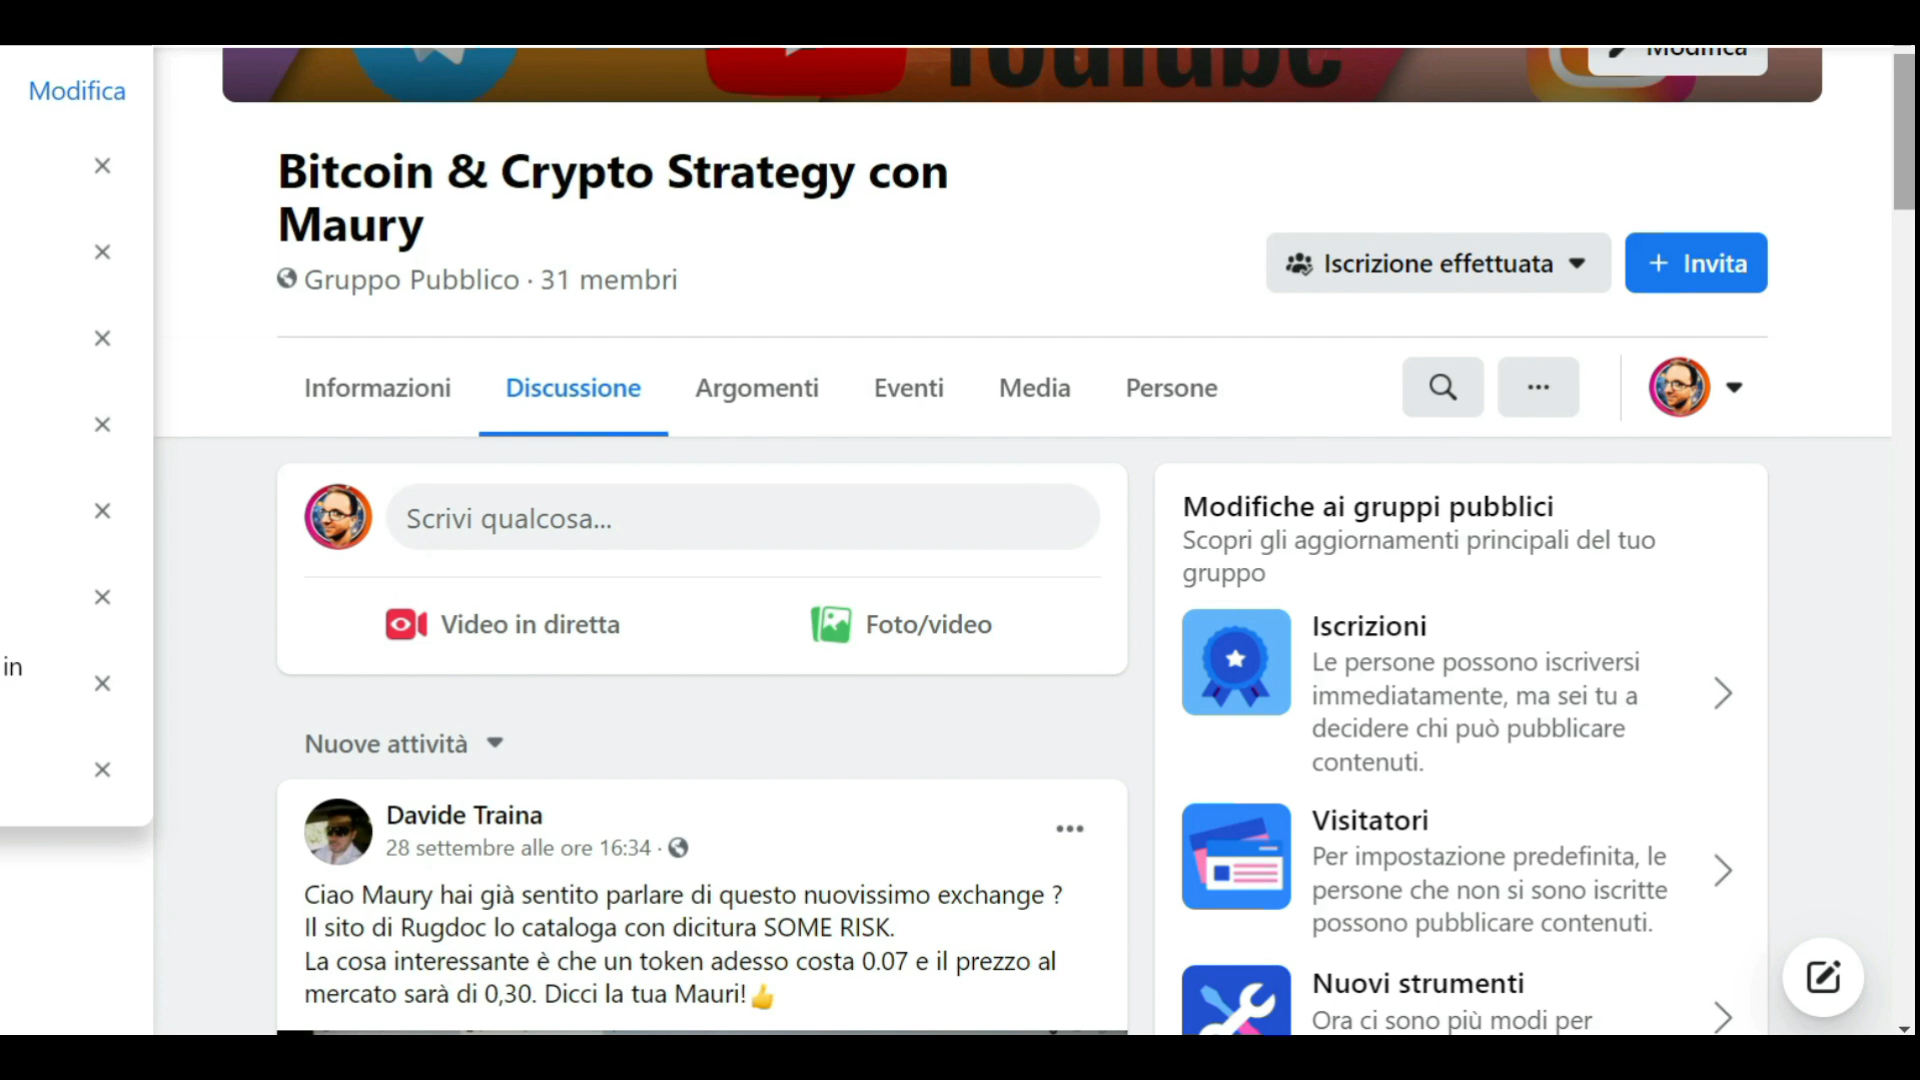 YouTube
Modifica
Modifica
Bitcoin & Crypto Strategy con
Maury
Gruppo Pubblico · 31 membri
Iscrizione effettuata
+ Invita
Informazioni
Discussione
Argomenti
Eventi
Media
Persone
Scrivi qualcosa...
Video in diretta
Foto/video
in
Nuove attività
Davide Traina
28 settembre alle ore 16:34 ·
Ciao Maury hai già sentito parlare di questo nuovissimo exchange ?
Il sito di Rugdoc lo cataloga con dicitura SOME RISK.
La cosa interessante è che un token adesso costa 0.07 e il prezzo al
mercato sarà di 0,30. Dicci la tua Mauri!👍
Modifiche ai gruppi pubblici
Scopri gli aggiornamenti principali del tuo
gruppo
Iscrizioni
Le persone possono iscriversi
immediatamente, ma sei tu a
decidere chi può pubblicare
contenuti.
Visitatori
Per impostazione predefinita, le
persone che non si sono iscritte
possono pubblicare contenuti.
Nuovi strumenti
Ora ci sono più modi per